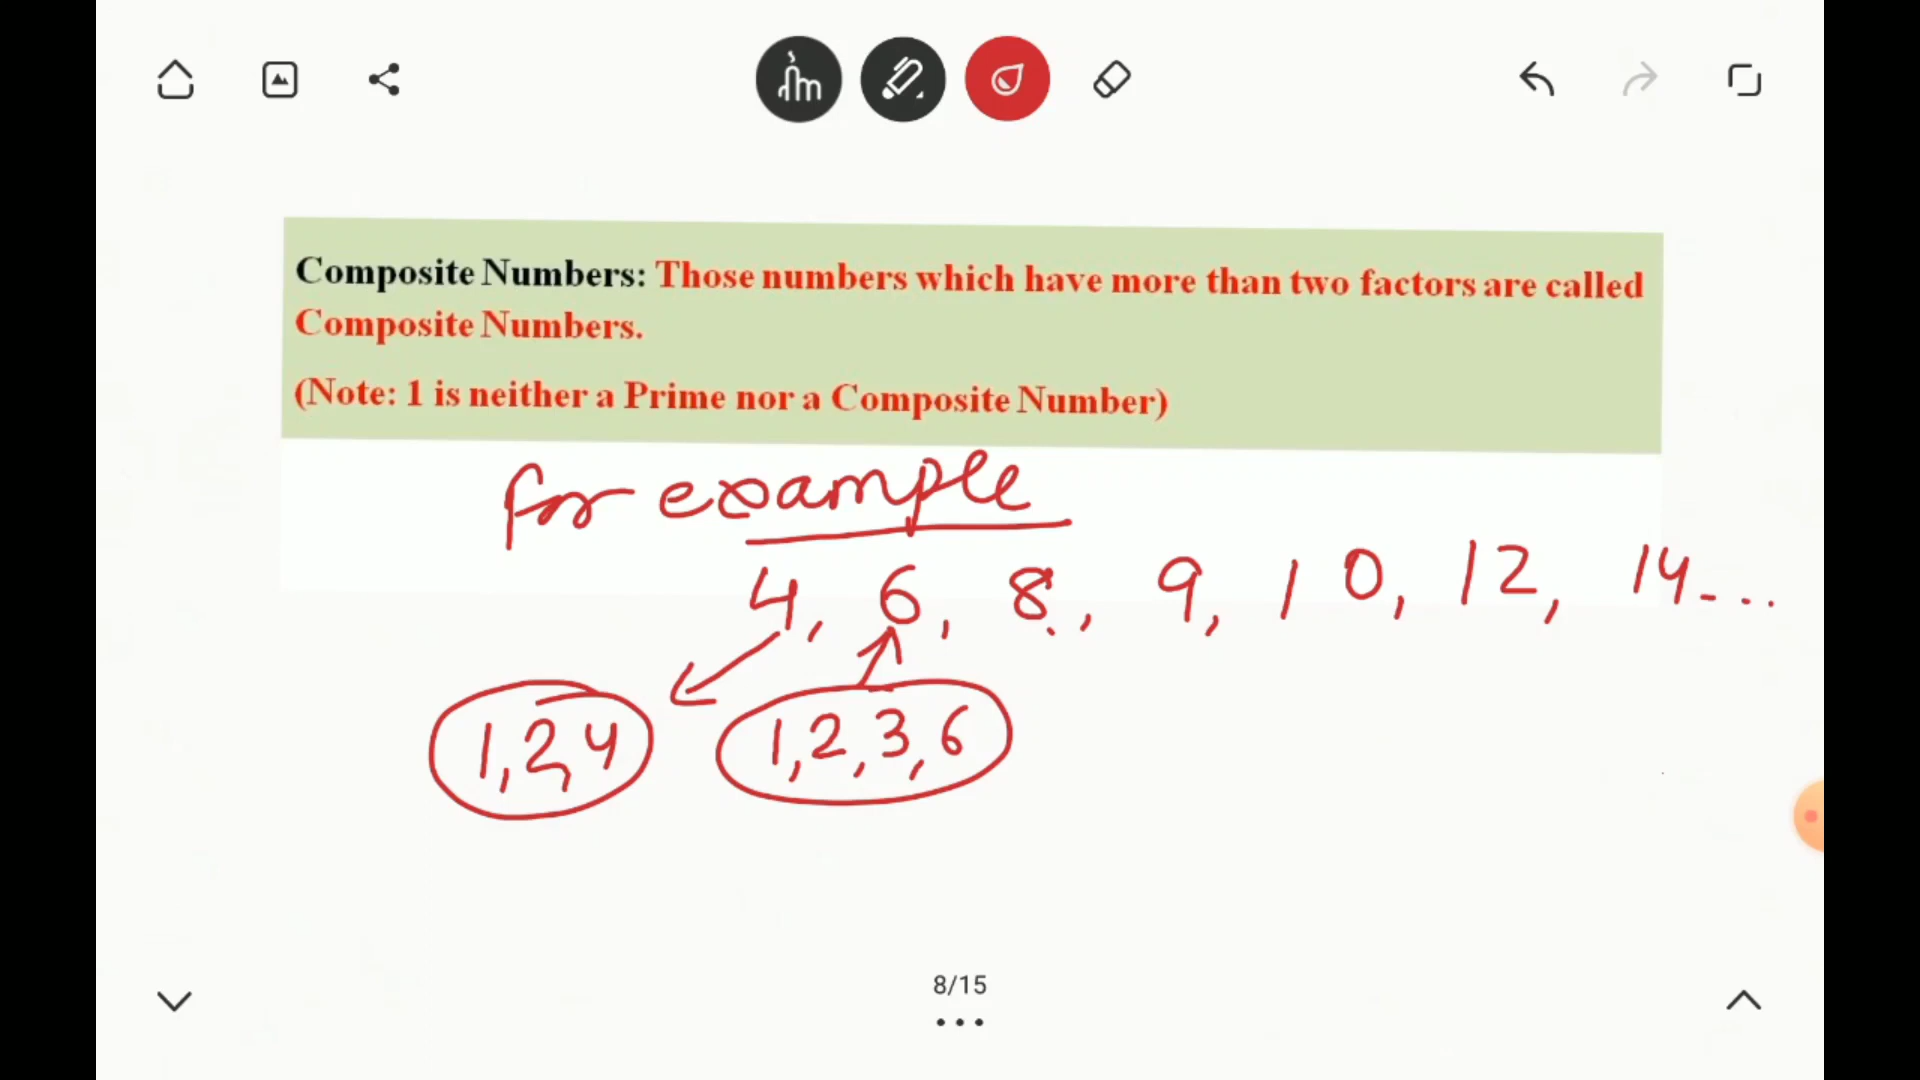 Composite Numbers: Those numbers which have more than two factors are called
Composite Numbers.
(Note: 1 is neither a Prime nor a Composite Number)
for example
4, 6, 8, 9, 10, 12, 14...
1,2,4 1,2,3,6
8/15